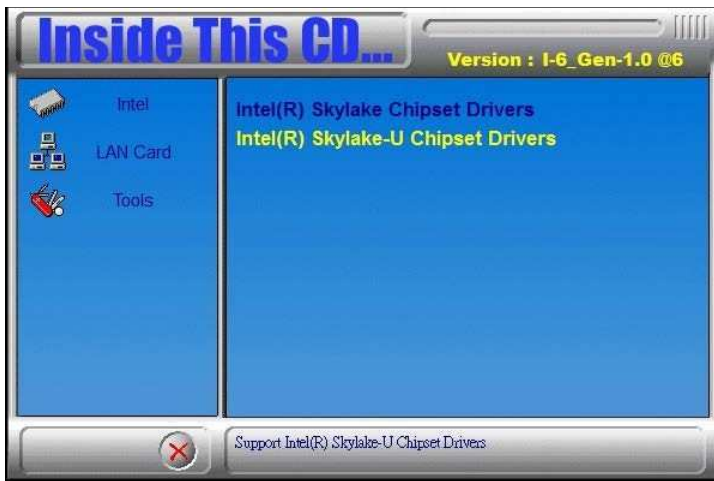 Inside This CD...
Version : I-6_Gen-1.0 @6
Intel
LAN Card
Tools
Intel(R) Skylake Chipset Drivers
Intel(R) Skylake-U Chipset Drivers
Support Intel(R) Skylake-U Chipset Drivers